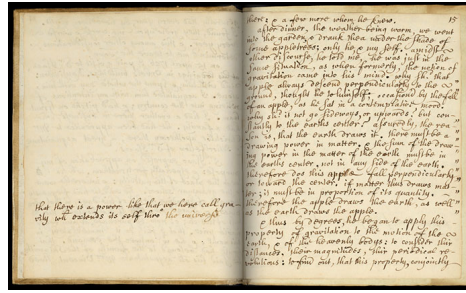 that there is a power like that we here call gra-
vity wh extends its self thro' the universe
15
there: & a few more whom he knew.
after dinner, the weather being warm, we went
into the garden, & drank thea under the shade of
some appletrees; only he, & my self. amidst
other discourse, he told me, he was just in the
same situation, as when formerly, the notion of
gravitation came into his mind. why sh. that
apple always descend perpendicularly to the
ground, thought he to himself; occasion'd by the fall
of an apple, as he sat in a contemplative mood.
why sh. it not go sideways, or upwards? but con-
stantly to the earths center? assuredly, the rea-
son is, that the earth draws it. there must be a
drawing power in matter. & the sum of the draw-
ing power in the matter of the earth must be in
the earths center, not in any side of the earth.
therefore dos this apple fall perpendicularly
or toward the center. if matter thus draws mat-
ter; it must be in proportion of its quantity.
therefore the apple draws the earth, as well
as the earth draws the apple.
& thus by degrees, he began to apply this
property of gravitation to the motion of the
earth, & of the heavenly bodys: to consider their
distances, their magnitudes, their periodical re-
volutions: to find out, that this property, conjointly